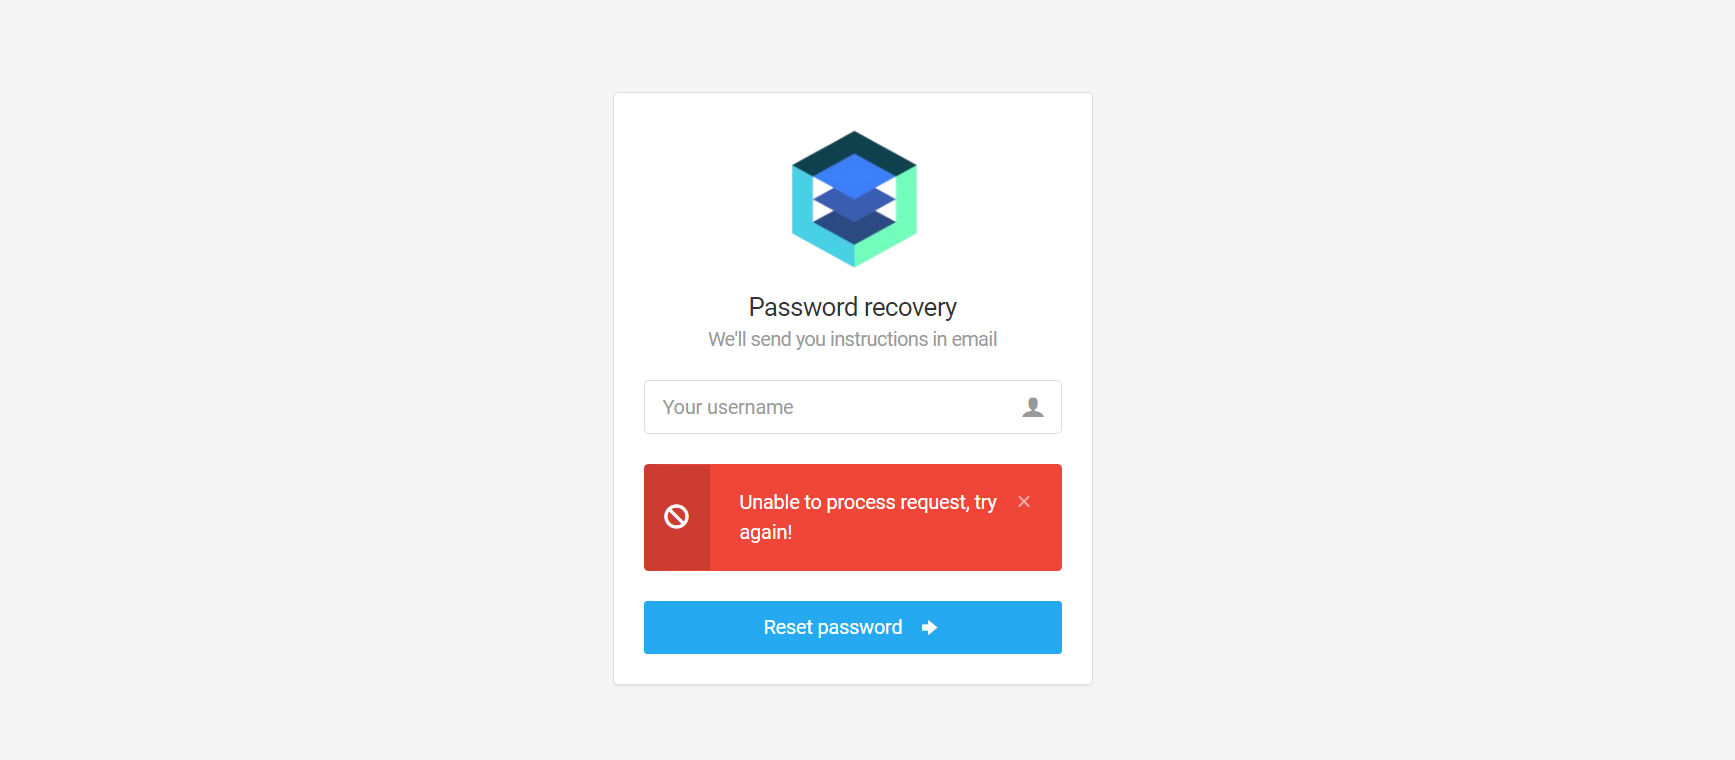 Password recovery
We'll send you instructions in email
Your username
Unable to process request, try
again!
Reset password